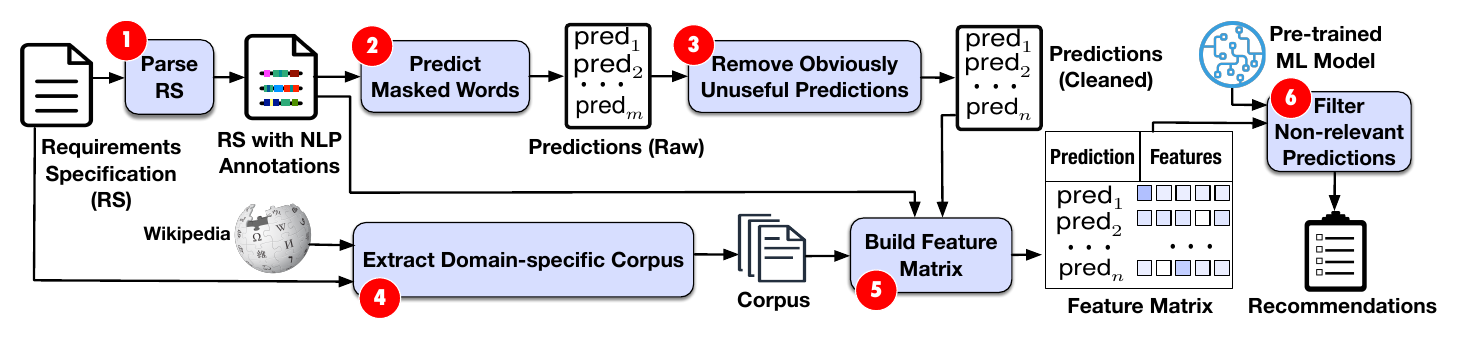 1
Parse
RS
2
Predict
Masked Words
pred1
pred2
· · ·
predm
3
Remove Obviously
Unuseful Predictions
pred1
pred2
· · ·
predn
Predictions
(Cleaned)
Pre-trained
ML Model
6
Filter
Non-relevant
Predictions
Requirements
Specification
(RS)
RS with NLP
Annotations
Predictions (Raw)
Prediction
Features
pred1
pred2
· · ·
· · ·
predn
Wikipedia
Ω
W
И
Extract Domain-specific Corpus
4
Corpus
Build Feature
Matrix
5
Feature Matrix
Recommendations